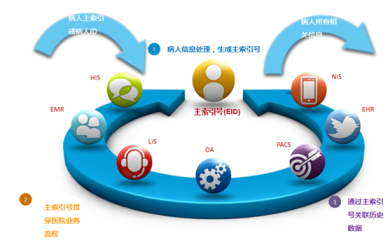 病人主索引
或病人ID
病人所有相
关信息
1
病人信息处理，生成主索引号
HIS
NIS
主索引号(EID)
EMR
EHR
LIS
OA
PACS
2
主索引号贯
穿医院业务
流程
3
通过主索引
号关联历史
数据